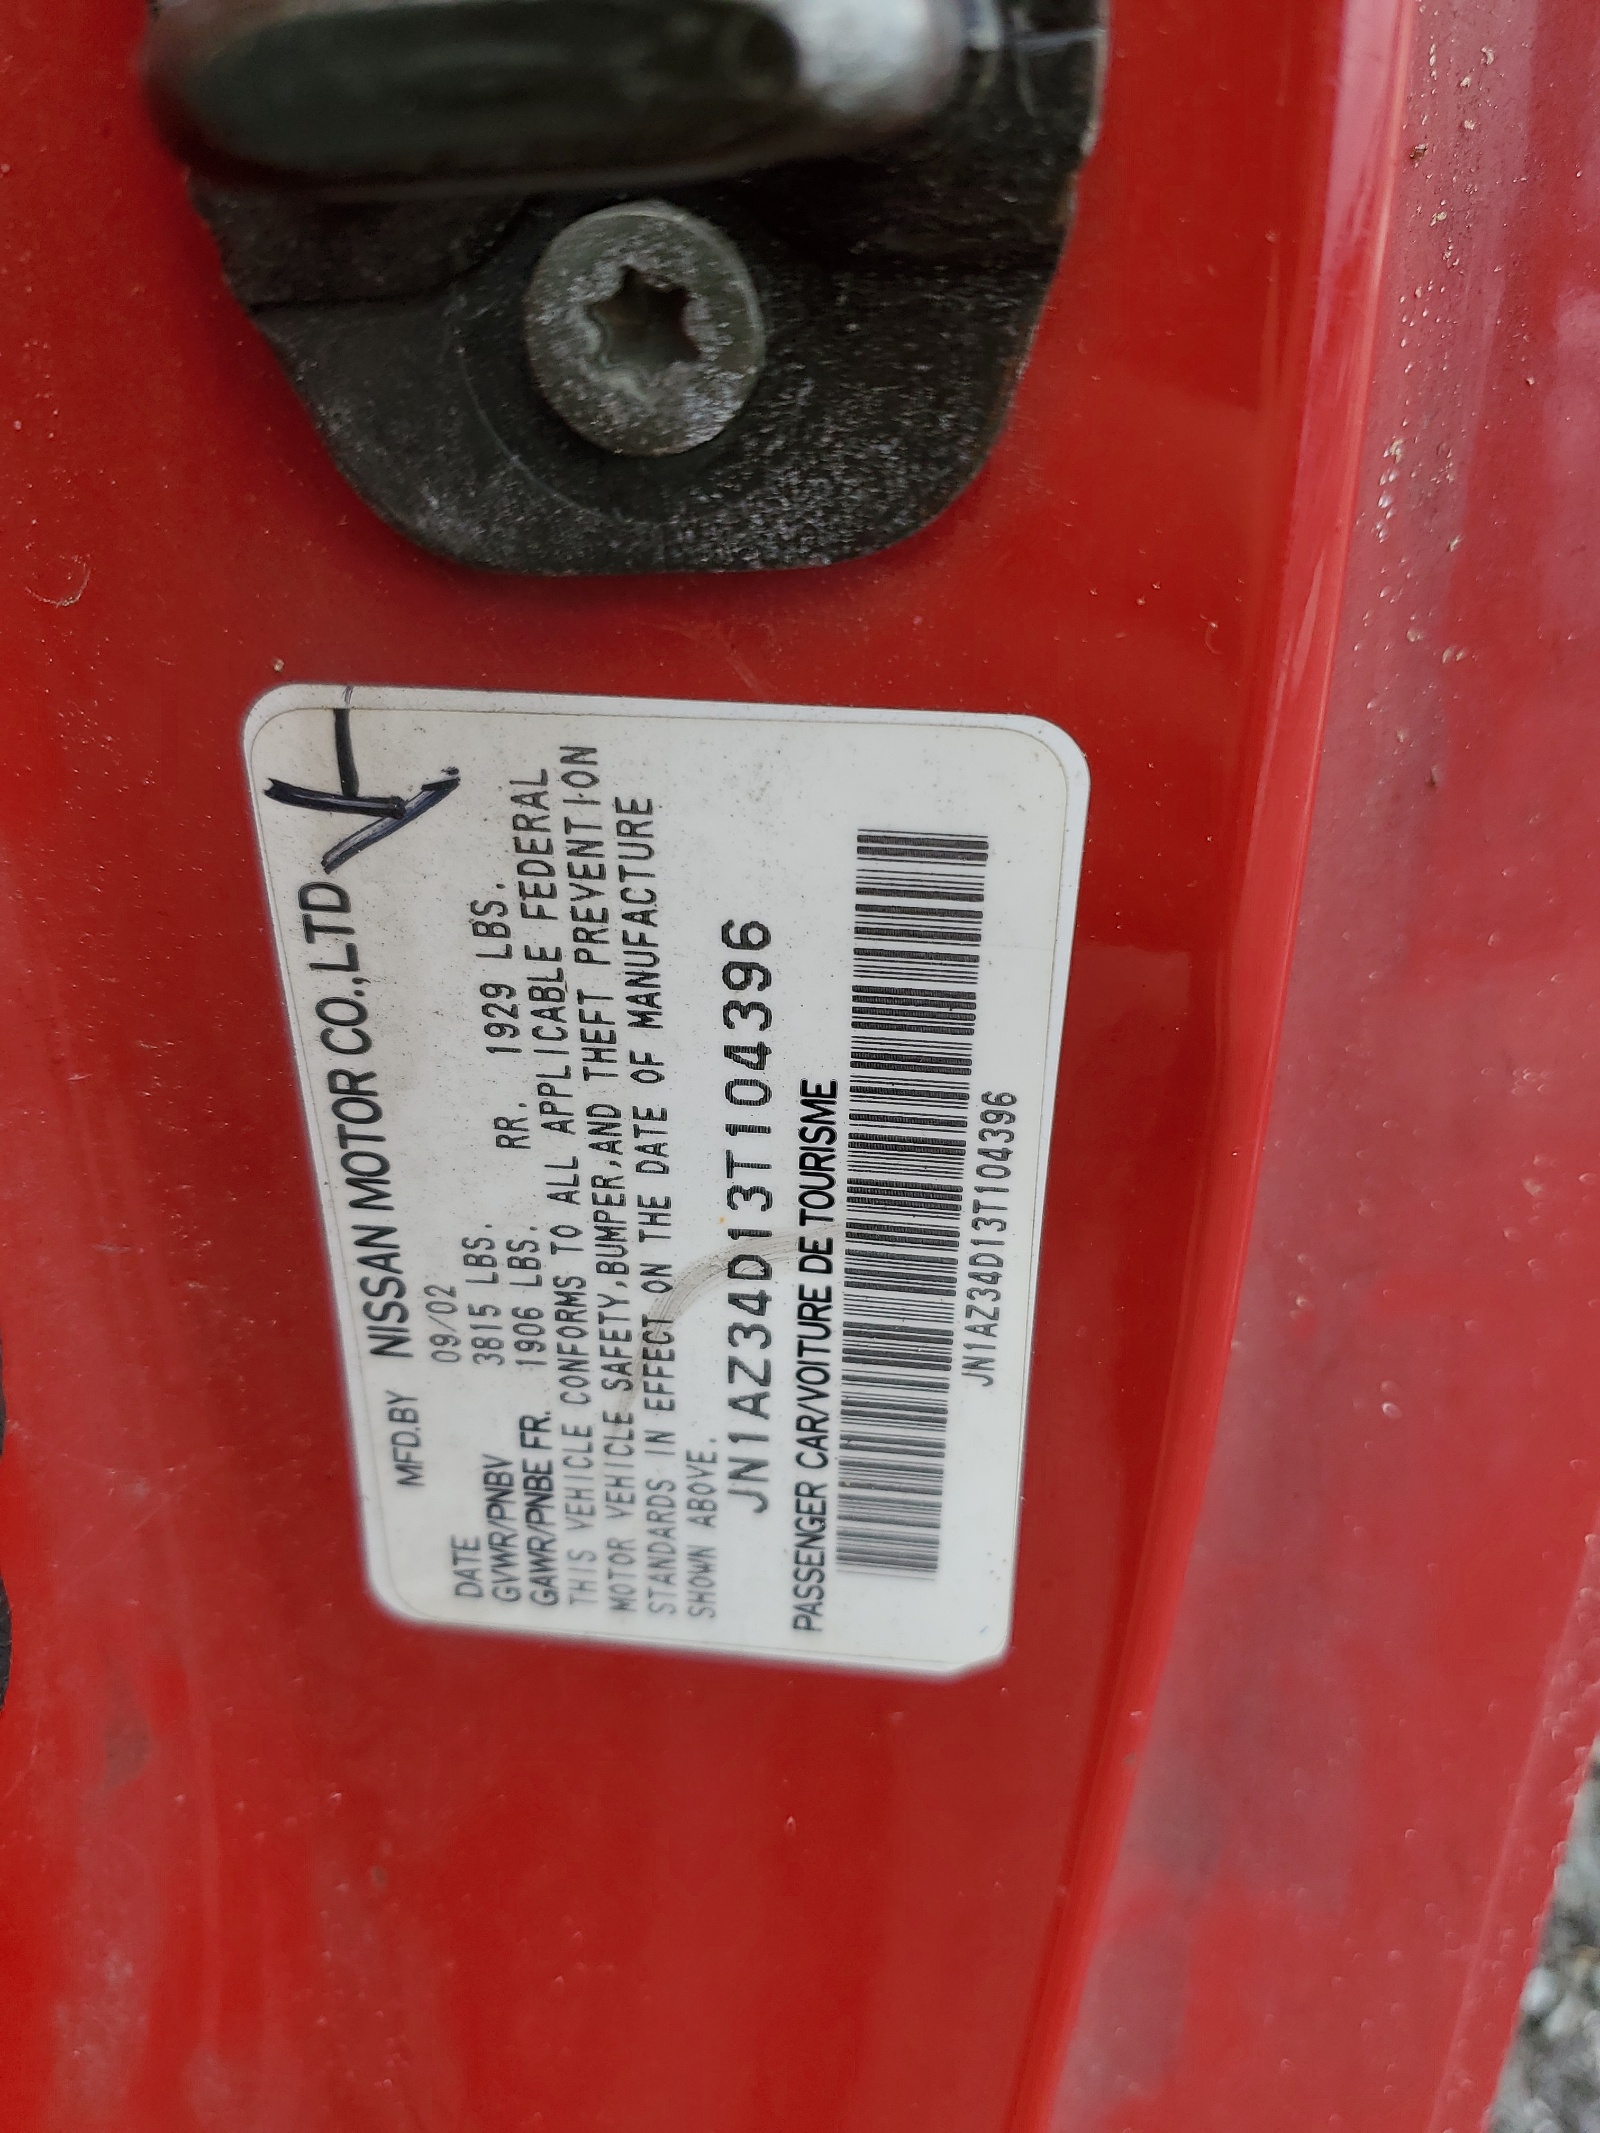 MFD.BY NISSAN MOTOR CO.,LTD
DATE 09/02
GVWR/PNBV 3815 LBS.
GAWR/PNBE FR. 1906 LBS. RR. 1929 LBS.
THIS VEHICLE CONFORMS TO ALL APPLICABLE FEDERAL
MOTOR VEHICLE SAFETY,BUMPER,AND THEFT PREVENTION
STANDARDS IN EFFECT ON THE DATE OF MANUFACTURE
SHOWN ABOVE.
JN1AZ34D13T104396
PASSENGER CAR/VOITURE DE TOURISME
JN1AZ34D13T104396